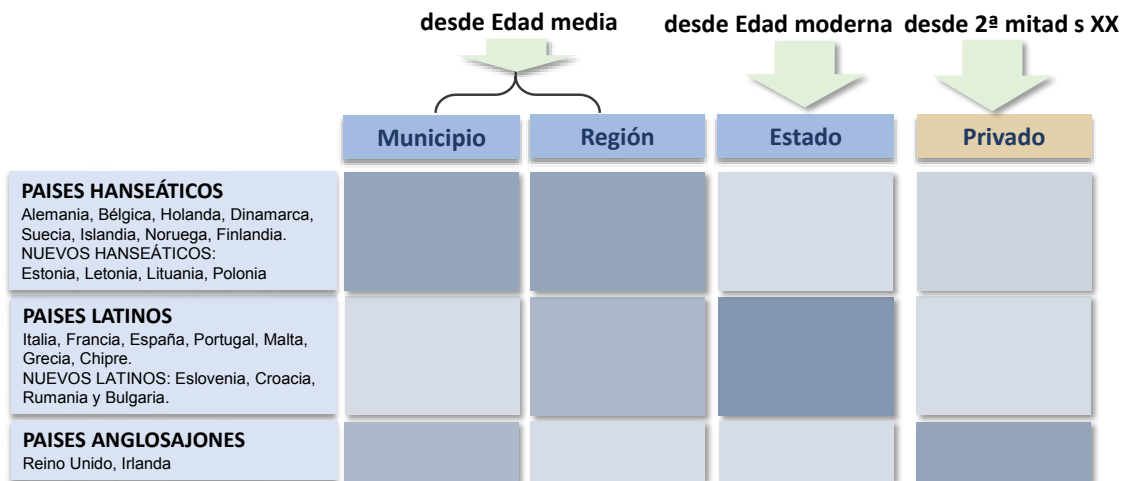 desde Edad media
desde Edad moderna
desde 2ª mitad s XX
Municipio
Región
Estado
Privado
PAISES HANSEÁTICOS
Alemania, Bélgica, Holanda, Dinamarca,
Suecia, Islandia, Noruega, Finlandia.
NUEVOS HANSEÁTICOS:
Estonia, Letonia, Lituania, Polonia
PAISES LATINOS
Italia, Francia, España, Portugal, Malta,
Grecia, Chipre.
NUEVOS LATINOS: Eslovenia, Croacia,
Rumania y Bulgaria.
PAISES ANGLOSAJONES
Reino Unido, Irlanda